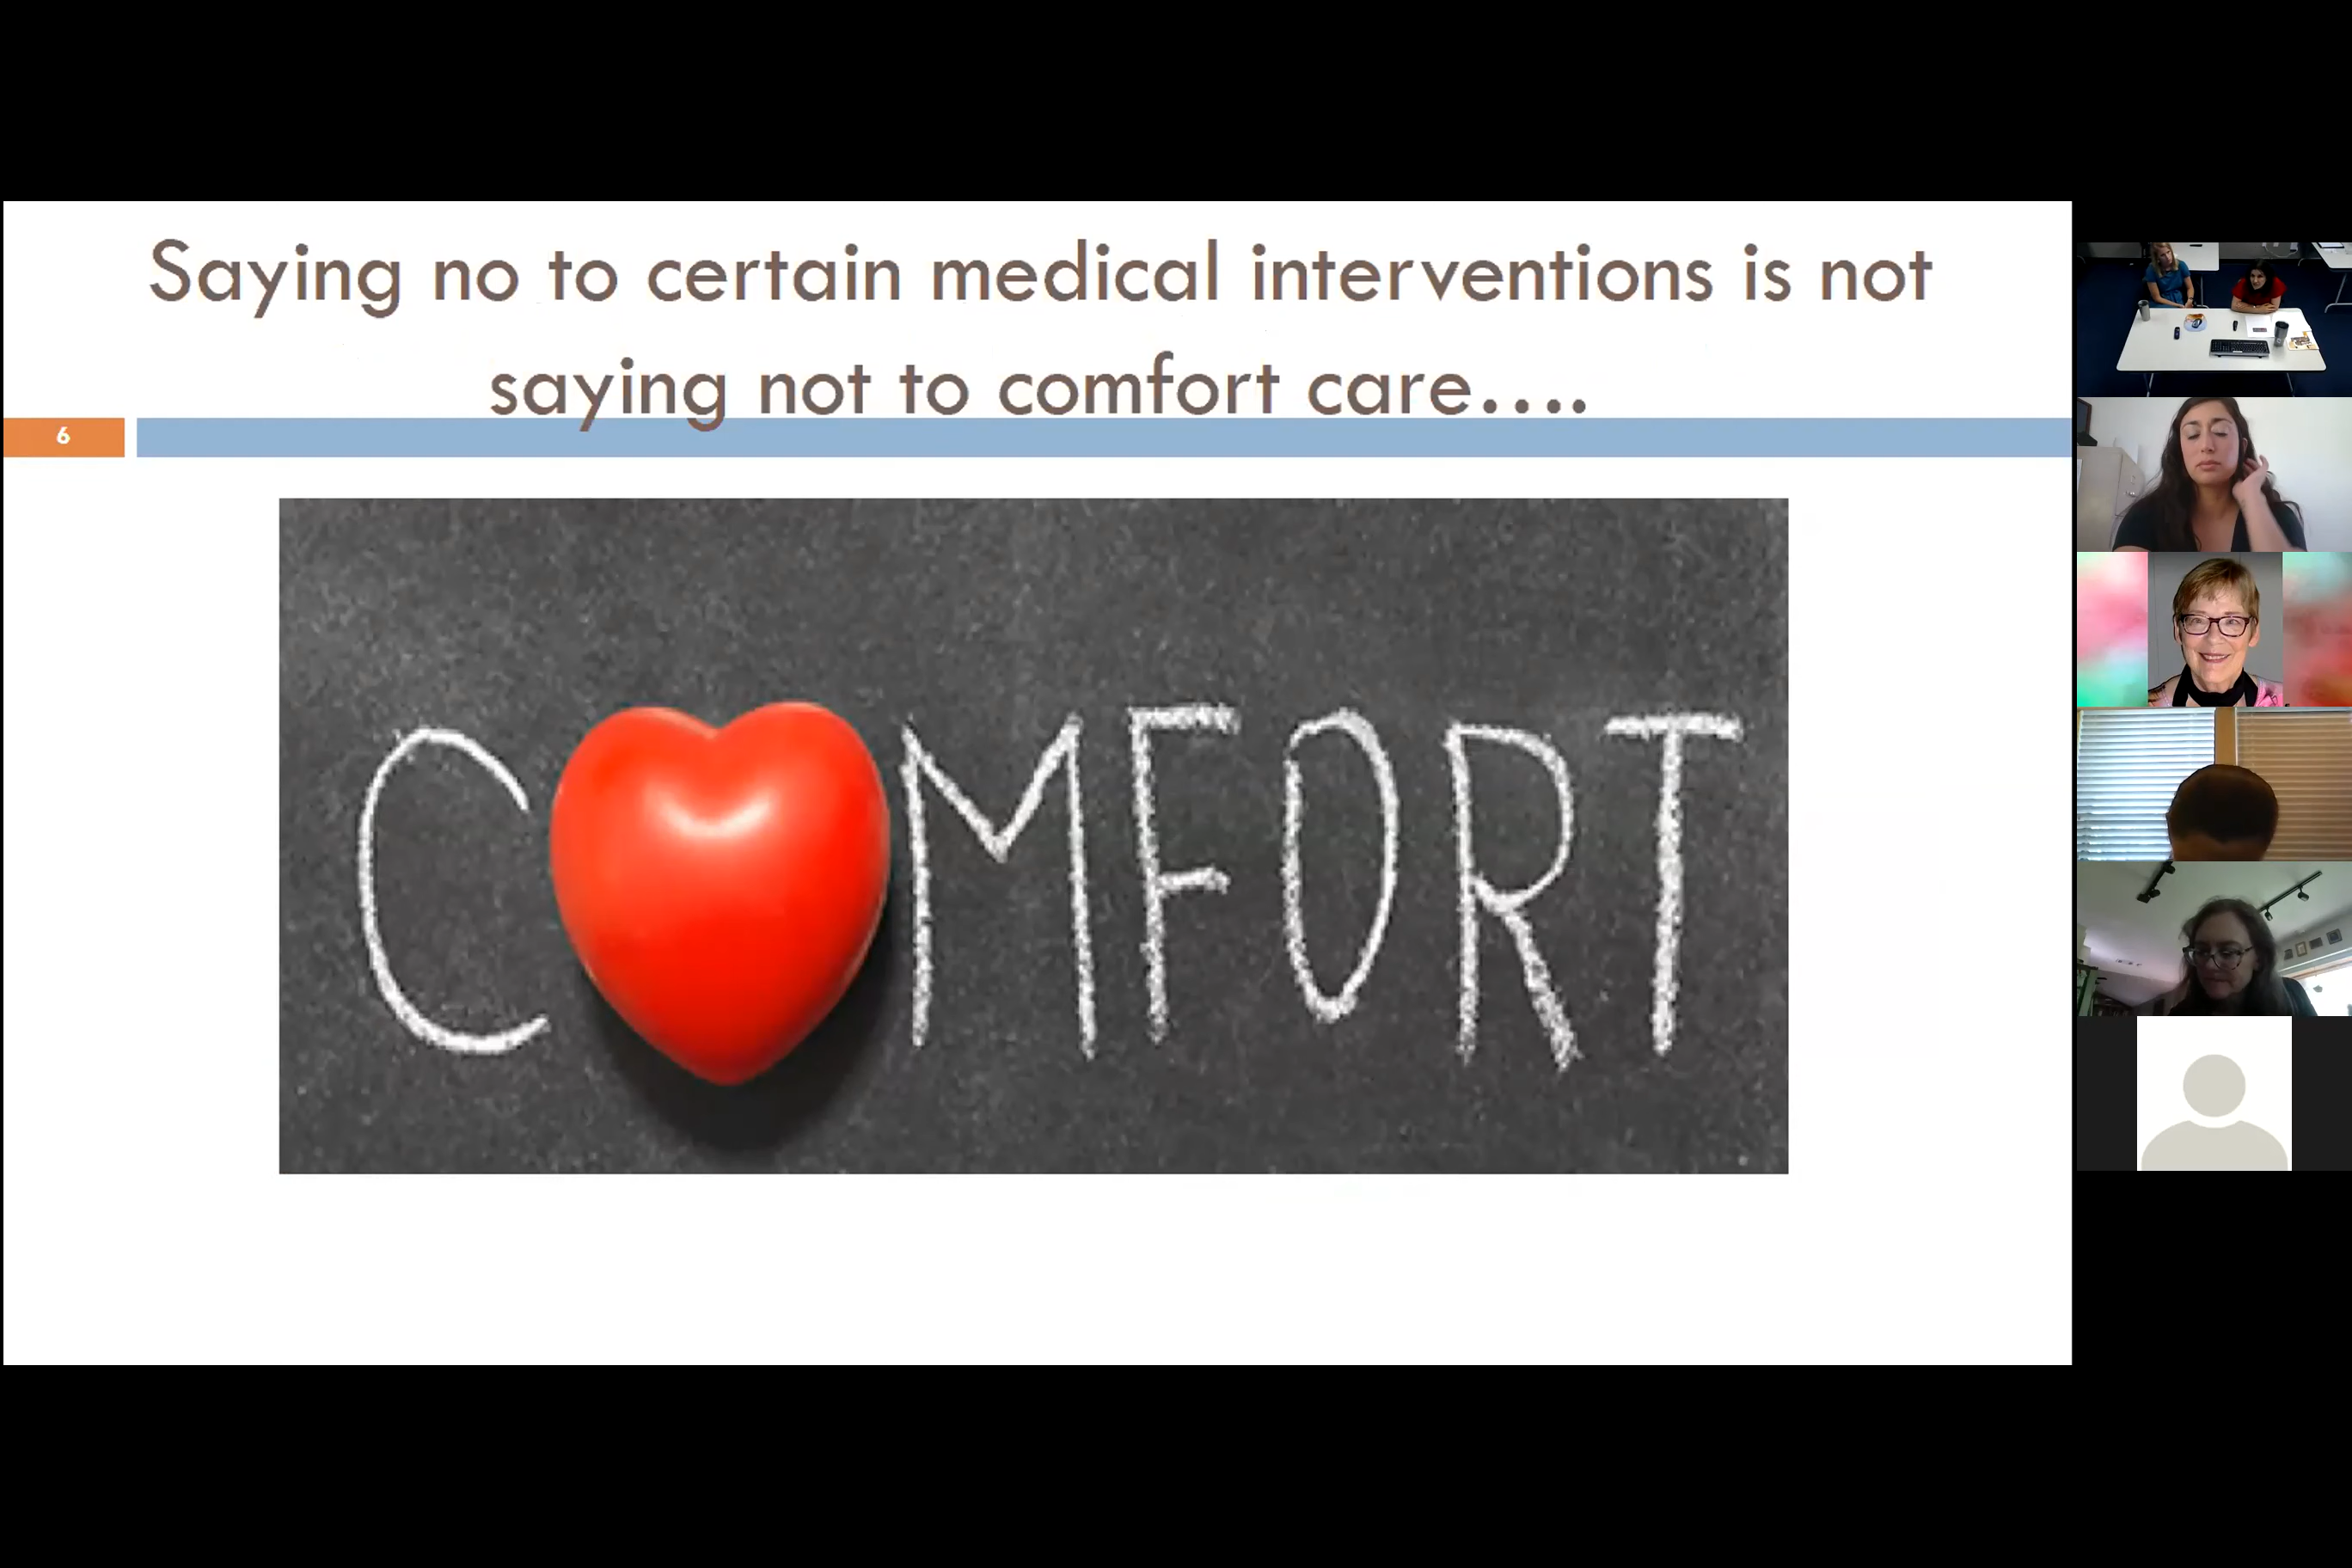 Saying no to certain medical interventions is not
saying not to comfort care....
6
C MFORT